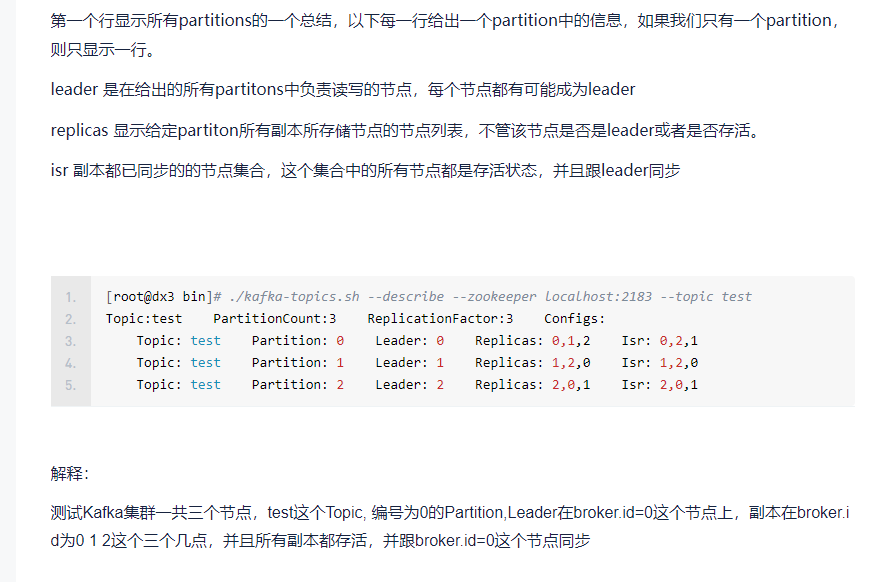 第一个行显示所有partitions的一个总结，以下每一行给出一个partition中的信息，如果我们只有一个partition，
则只显示一行。
leader 是在给出的所有partitons中负责读写的节点，每个节点都有可能成为leader
replicas 显示给定partiton所有副本所存储节点的节点列表，不管该节点是否是leader或者是否存活。
isr 副本都已同步的的节点集合，这个集合中的所有节点都是存活状态，并且跟leader同步
1. [root@dx3 bin]# ./kafka-topics.sh --describe --zookeeper localhost:2183 --topic test
2. Topic:test    PartitionCount:3    ReplicationFactor:3    Configs:
3.     Topic: test    Partition: 0    Leader: 0    Replicas: 0,1,2    Isr: 0,2,1
4.     Topic: test    Partition: 1    Leader: 1    Replicas: 1,2,0    Isr: 1,2,0
5.     Topic: test    Partition: 2    Leader: 2    Replicas: 2,0,1    Isr: 2,0,1
解释：
测试Kafka集群一共三个节点，test这个Topic, 编号为0的Partition,Leader在broker.id=0这个节点上，副本在broker.i
d为0 1 2这个三个几点，并且所有副本都存活，并跟broker.id=0这个节点同步